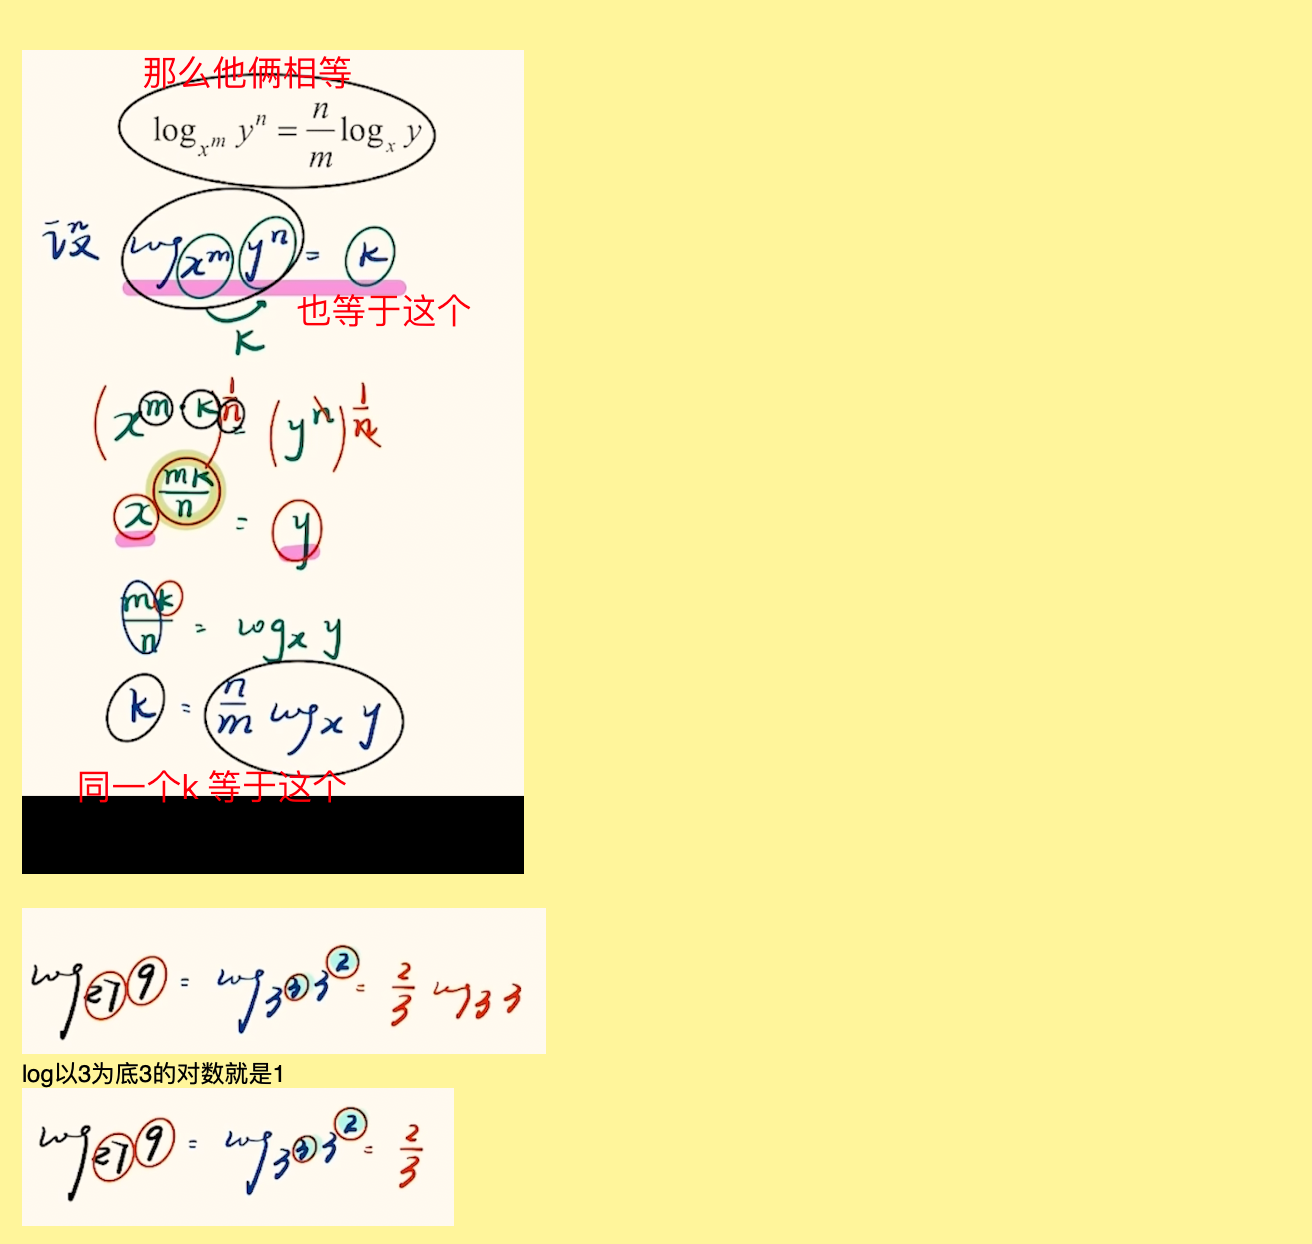 那么他俩相等
log_{x^m} y^n = \frac{n}{m} log_x y
设 log_{x^m} y^n = k
也等于这个
k
(x^{m·k})^{\frac{1}{n}} = (y^n)^{\frac{1}{n}}
x^{\frac{mk}{n}} = y
\frac{mk}{n} = log_x y
k = \frac{n}{m} log_x y
同一个k 等于这个
log_{27} 9 = log_{3^3} 3^2 = \frac{2}{3} log_3 3
log以3为底3的对数就是1
log_{27} 9 = log_{3^3} 3^2 = \frac{2}{3}